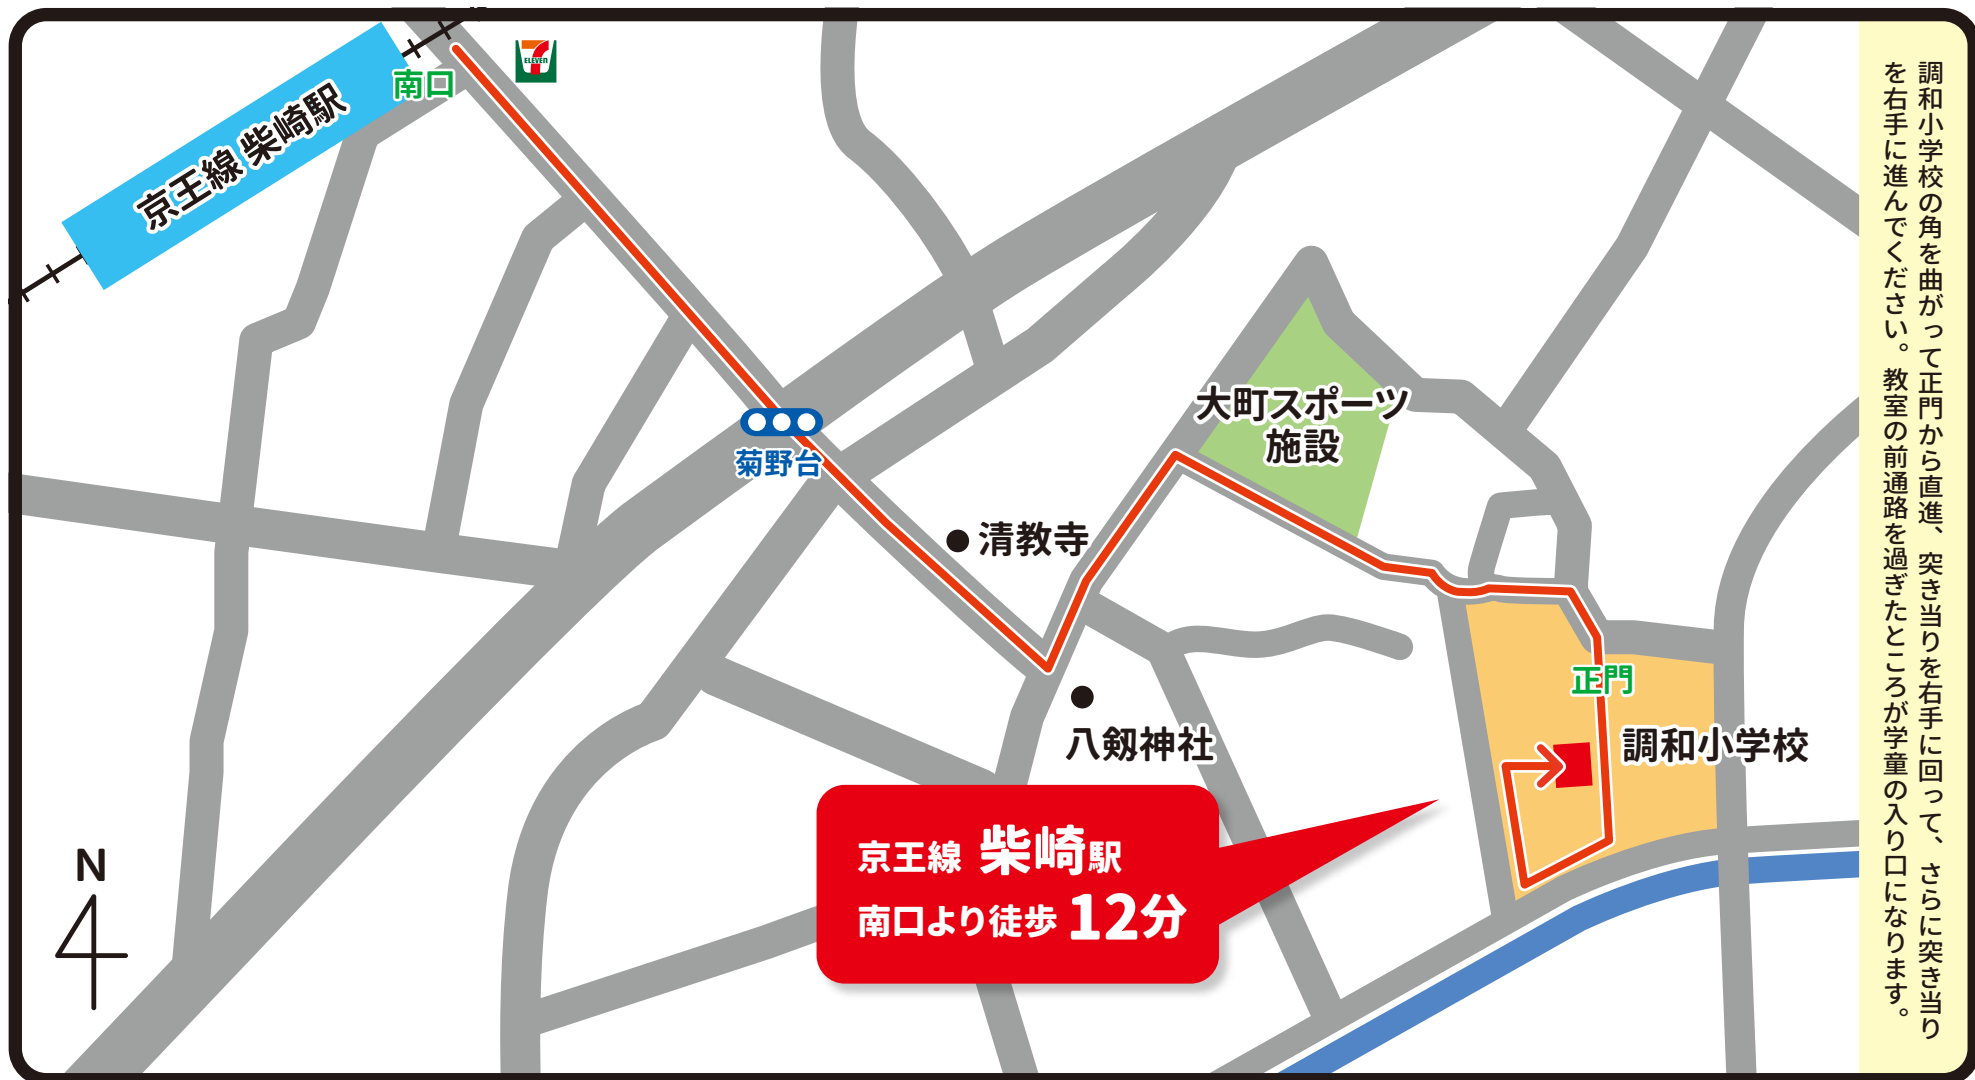 調和小学校の角を曲がって正門から直進、突き当りを右手に回って、さらに突き当り
を右手に進んでください。教室の前通路を過ぎたところが学童の入り口になります。
ELEVEN
南口
京王線 柴崎駅
菊野台
大町スポーツ
施設
清教寺
正門
八剱神社
調和小学校
京王線 柴崎駅
南口より徒歩 12分
N